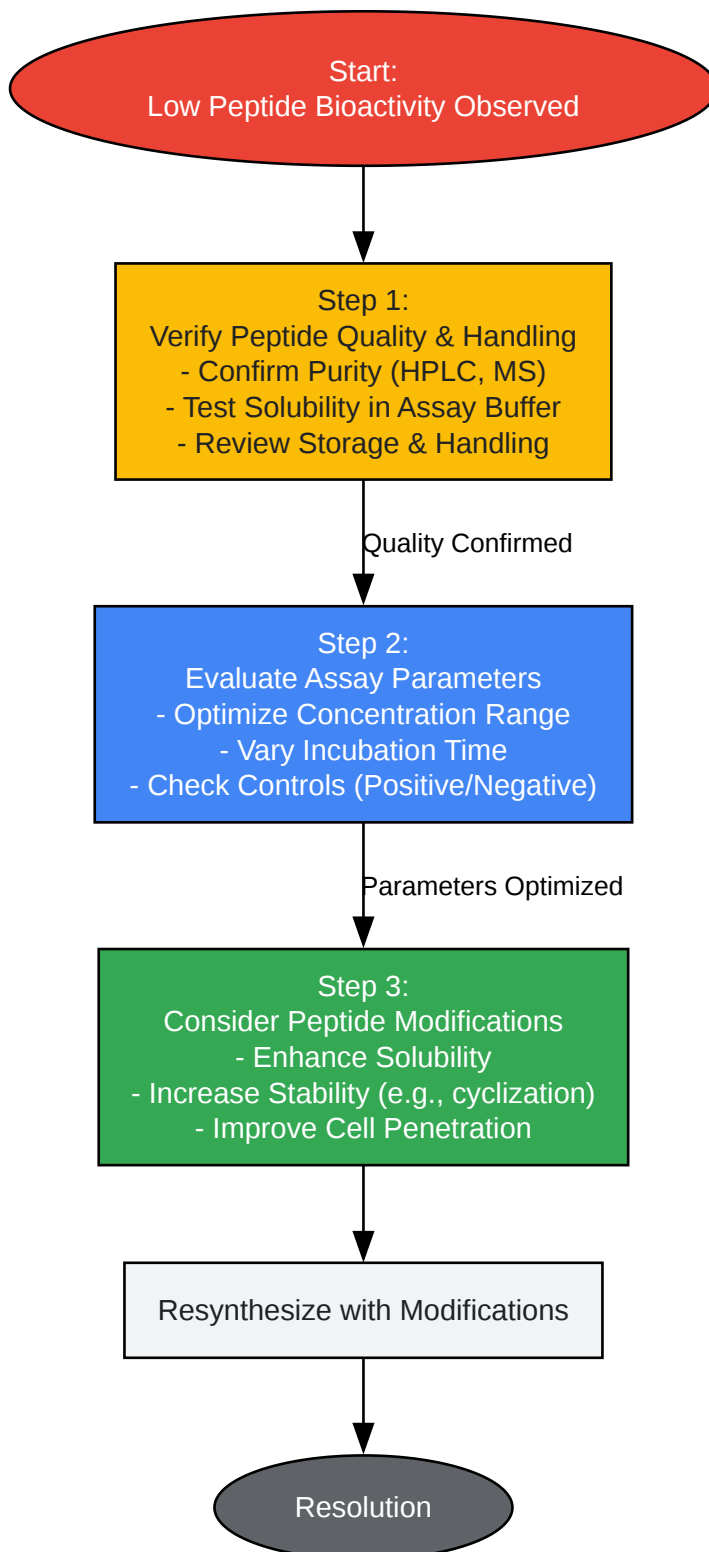 Start:
Low Peptide Bioactivity Observed
Step 1:
Verify Peptide Quality & Handling
- Confirm Purity (HPLC, MS)
- Test Solubility in Assay Buffer
- Review Storage & Handling
Quality Confirmed
Step 2:
Evaluate Assay Parameters
- Optimize Concentration Range
- Vary Incubation Time
- Check Controls (Positive/Negative)
Parameters Optimized
Step 3:
Consider Peptide Modifications
- Enhance Solubility
- Increase Stability (e.g., cyclization)
- Improve Cell Penetration
Resynthesize with Modifications
Resolution